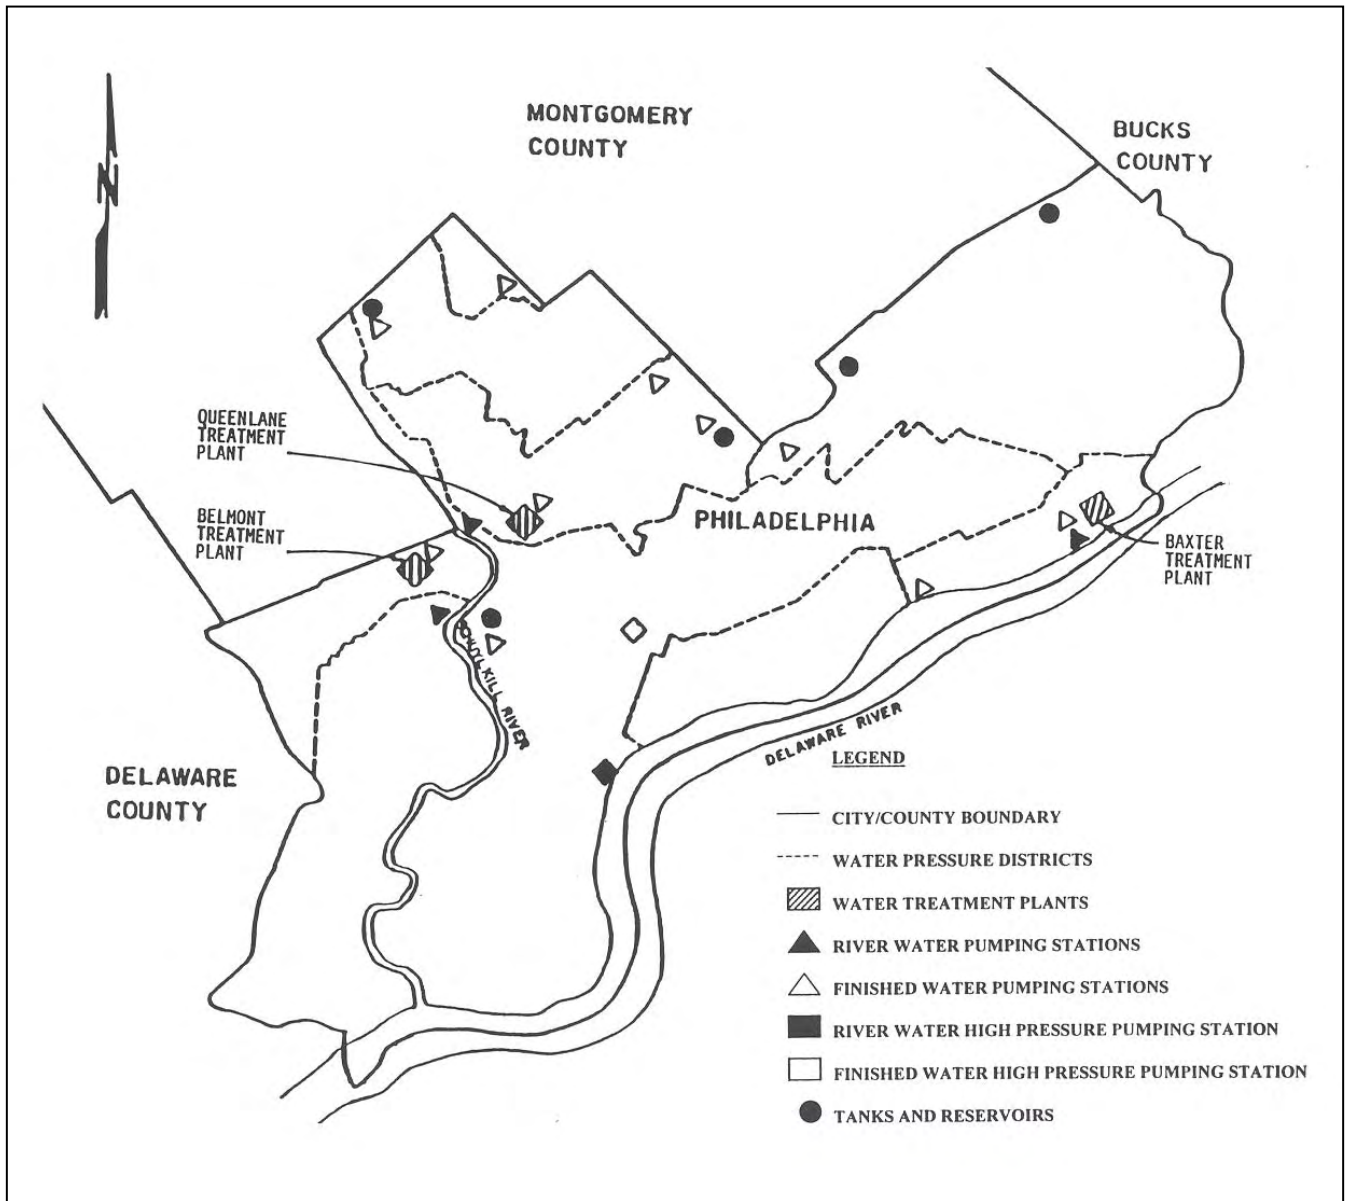 MONTGOMERY
COUNTY
BUCKS
COUNTY
N
QUEENLANE
TREATMENT
PLANT
BELMONT
TREATMENT
PLANT
PHILADELPHIA
BAXTER
TREATMENT
PLANT
SCHUYLKILL RIVER
DELAWARE RIVER
DELAWARE
COUNTY
LEGEND
CITY/COUNTY BOUNDARY
WATER PRESSURE DISTRICTS
WATER TREATMENT PLANTS
RIVER WATER PUMPING STATIONS
FINISHED WATER PUMPING STATIONS
RIVER WATER HIGH PRESSURE PUMPING STATION
FINISHED WATER HIGH PRESSURE PUMPING STATION
TANKS AND RESERVOIRS